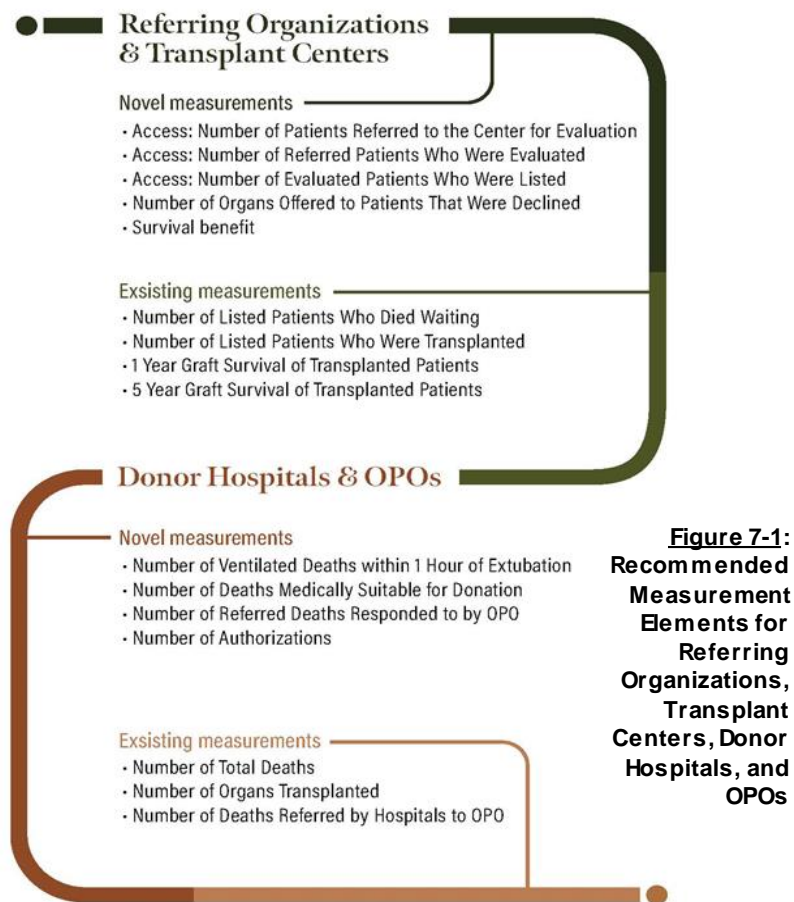 Referring Organizations
& Transplant Centers
Novel measurements
· Access: Number of Patients Referred to the Center for Evaluation
· Access: Number of Referred Patients Who Were Evaluated
· Access: Number of Evaluated Patients Who Were Listed
· Number of Organs Offered to Patients That Were Declined
· Survival benefit
Exsisting measurements
· Number of Listed Patients Who Died Waiting
· Number of Listed Patients Who Were Transplanted
· 1 Year Graft Survival of Transplanted Patients
· 5 Year Graft Survival of Transplanted Patients
Donor Hospitals & OPOs
Novel measurements
· Number of Ventilated Deaths within 1 Hour of Extubation
· Number of Deaths Medically Suitable for Donation
· Number of Referred Deaths Responded to by OPO
· Number of Authorizations
Exsisting measurements
· Number of Total Deaths
· Number of Organs Transplanted
· Number of Deaths Referred by Hospitals to OPO
Figure 7-1:
Recommended
Measurement
Elements for
Referring
Organizations,
Transplant
Centers, Donor
Hospitals, and
OPOs